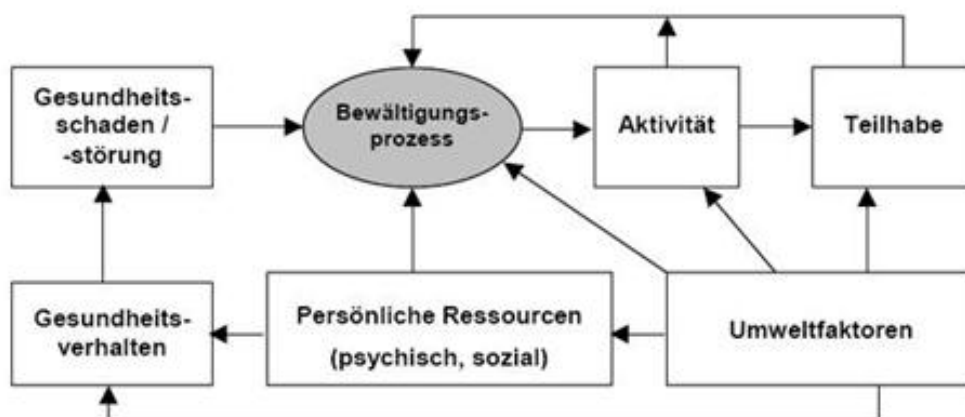 Gesundheits-
schaden /
-störung
Bewältigungs-
prozess
Aktivität
Teilhabe
Gesundheits-
verhalten
Persönliche Ressourcen
(psychisch, sozial)
Umweltfaktoren